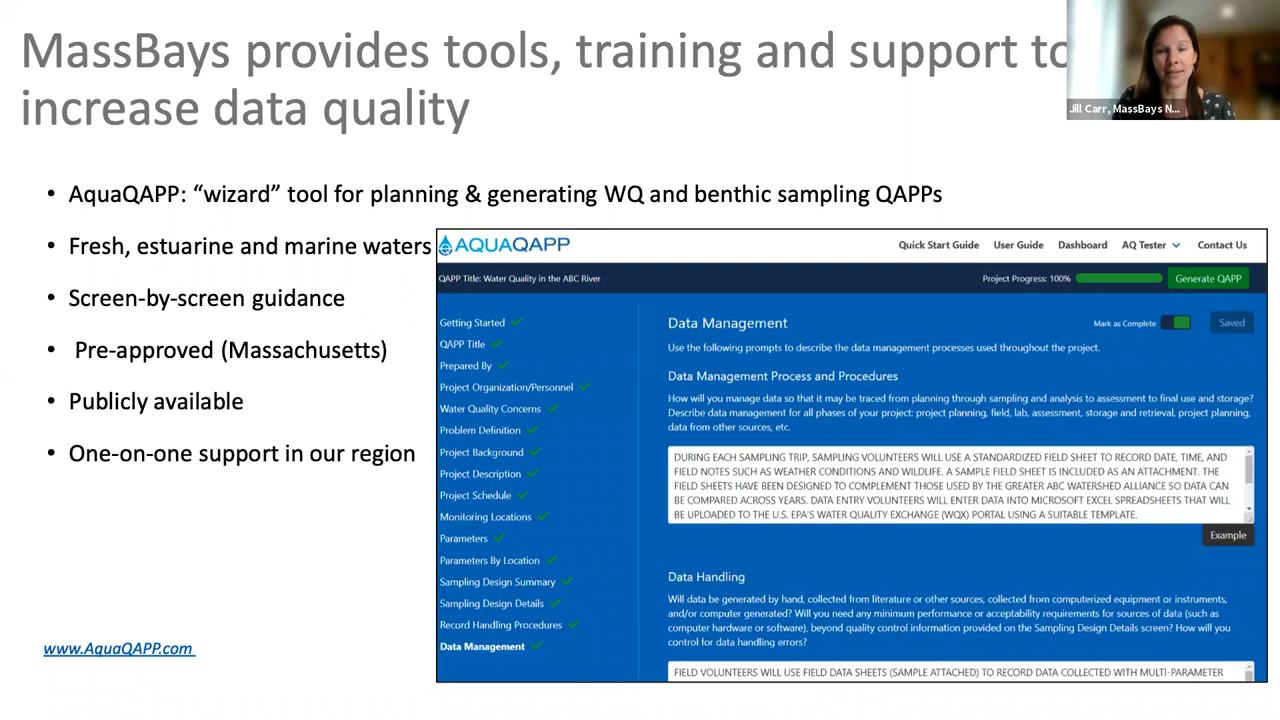 MassBays provides tools, training and support to
increase data quality
Jill Carr, MassBays N...
• AquaQAPP: “wizard” tool for planning & generating WQ and benthic sampling QAPPs
• Fresh, estuarine and marine waters
• Screen-by-screen guidance
• Pre-approved (Massachusetts)
• Publicly available
• One-on-one support in our region
www.AquaQAPP.com
AQUAQAPP
Quick Start Guide User Guide Dashboard AQ Tester Contact Us
QAPP Title: Water Quality in the ABC River
Project Progress: 100%
Generate QAPP
Getting Started
QAPP Title
Prepared By
Project Organization/Personnel
Water Quality Concerns
Problem Definition
Project Background
Project Description
Project Schedule
Monitoring Locations
Parameters
Parameters By Location
Sampling Design Summary
Sampling Design Details
Record Handling Procedures
Data Management
Data Management
Mark as Complete
Saved
Use the following prompts to describe the data management processes used throughout the project.
Data Management Process and Procedures
How will you manage data so that it may be traced from planning through sampling and analysis to assessment to final use and storage?
Describe data management for all phases of your project: project planning, field, lab, assessment, storage and retrieval, project planning,
data from other sources, etc.
DURING EACH SAMPLING TRIP, SAMPLING VOLUNTEERS WILL USE A STANDARDIZED FIELD SHEET TO RECORD DATE, TIME, AND
FIELD NOTES SUCH AS WEATHER CONDITIONS AND WILDLIFE. A SAMPLE FIELD SHEET IS INCLUDED AS AN ATTACHMENT. THE
FIELD SHEETS HAVE BEEN DESIGNED TO COMPLEMENT THOSE USED BY THE GREATER ABC WATERSHED ALLIANCE SO DATA CAN
BE COMPARED ACROSS YEARS. DATA ENTRY VOLUNTEERS WILL ENTER DATA INTO MICROSOFT EXCEL SPREADSHEETS THAT WILL
BE UPLOADED TO THE U.S. EPA'S WATER QUALITY EXCHANGE (WQX) PORTAL USING A SUITABLE TEMPLATE.
Example
Data Handling
Will data be generated by hand, collected from literature or other sources, collected from computerized equipment or instruments,
and/or computer generated? Will you need any minimum performance or acceptability requirements for sources of data (such as
computer hardware or software), beyond quality control information provided on the Sampling Design Details screen? How will you
control for data handling errors?
FIELD VOLUNTEERS WILL USE FIELD DATA SHEETS (SAMPLE ATTACHED) TO RECORD DATA COLLECTED WITH MULTI-PARAMETER